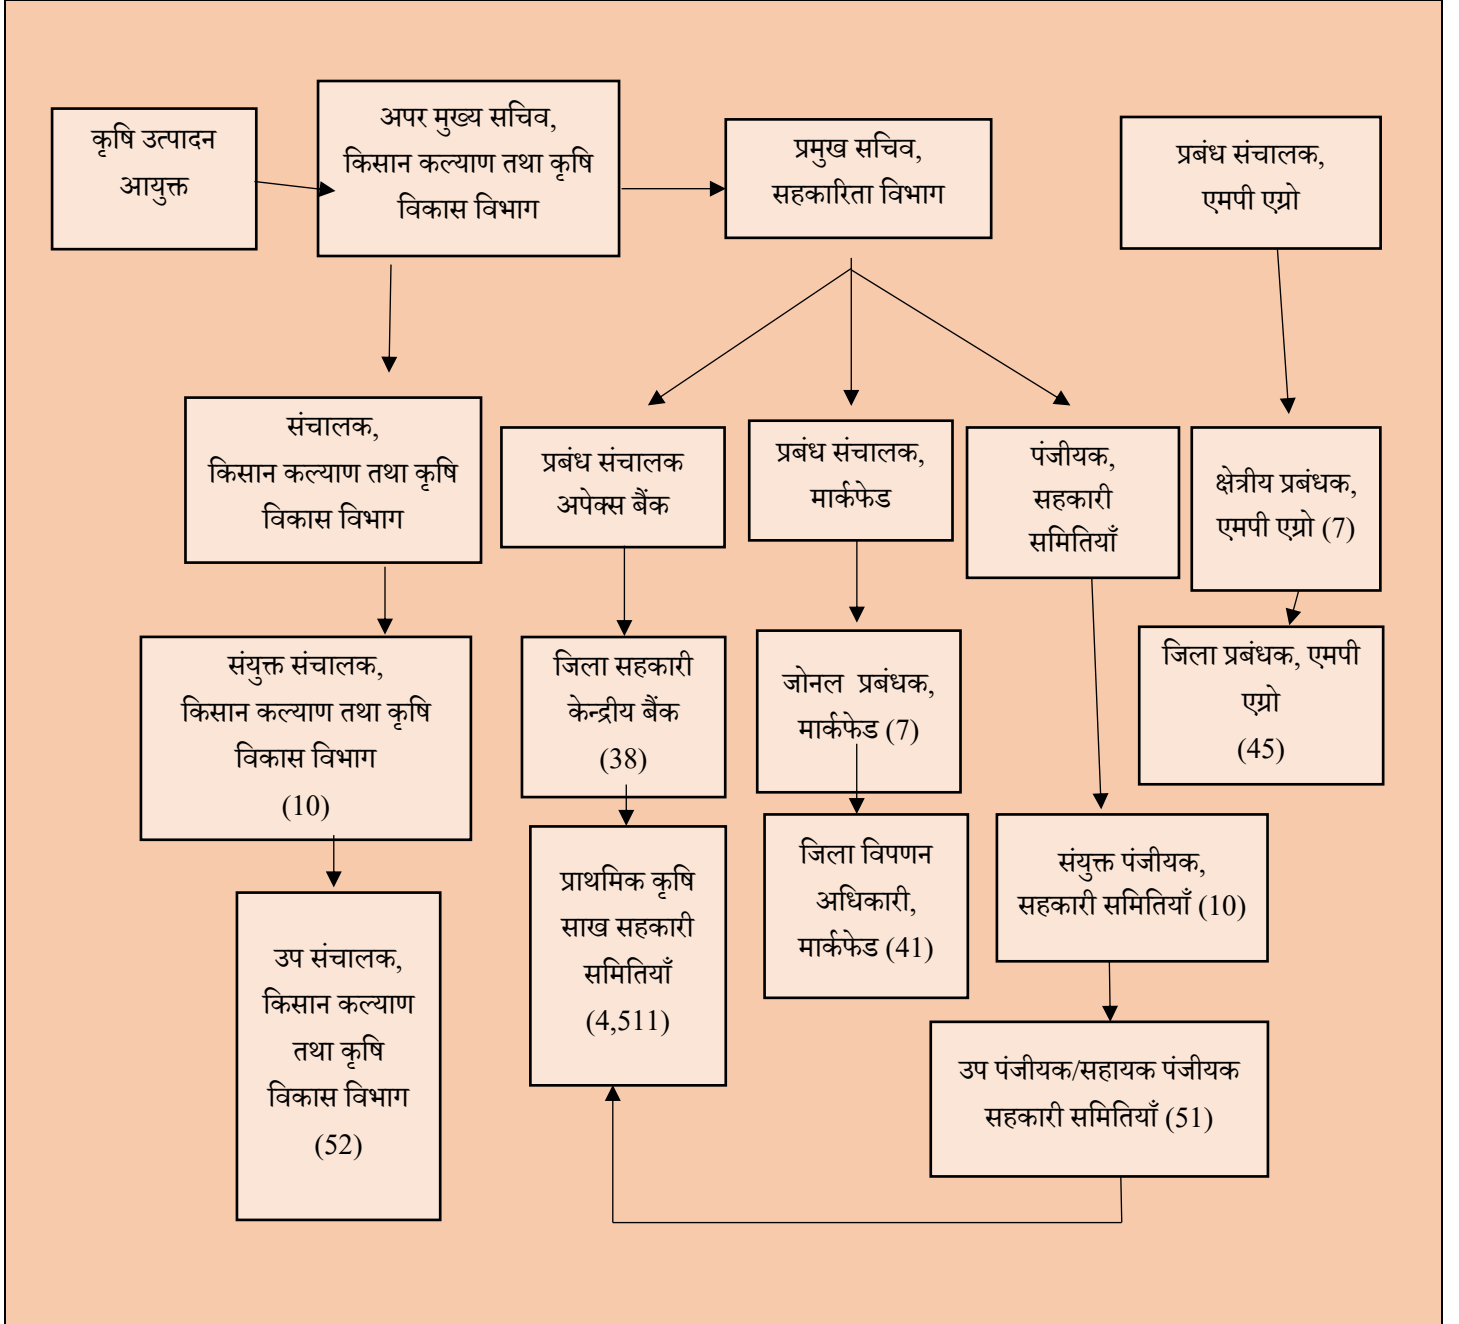 कृषि उत्पादन
आयुक्त
अपर मुख्य सचिव,
किसान कल्याण तथा कृषि
विकास विभाग
प्रमुख सचिव,
सहकारिता विभाग
प्रबंध संचालक,
एमपी एग्रो
संचालक,
किसान कल्याण तथा कृषि
विकास विभाग
प्रबंध संचालक
अपेक्स बैंक
प्रबंध संचालक,
मार्कफेड
पंजीयक,
सहकारी
समितियाँ
क्षेत्रीय प्रबंधक,
एमपी एग्रो (7)
संयुक्त संचालक,
किसान कल्याण तथा कृषि
विकास विभाग
(10)
जिला सहकारी
केन्द्रीय बैंक
(38)
जोनल प्रबंधक,
मार्कफेड (7)
जिला प्रबंधक, एमपी
एग्रो
(45)
उप संचालक,
किसान कल्याण
तथा कृषि
विकास विभाग
(52)
प्राथमिक कृषि
साख सहकारी
समितियाँ
(4,511)
जिला विपणन
अधिकारी,
मार्कफेड (41)
संयुक्त पंजीयक,
सहकारी समितियाँ (10)
उप पंजीयक/सहायक पंजीयक
सहकारी समितियाँ (51)